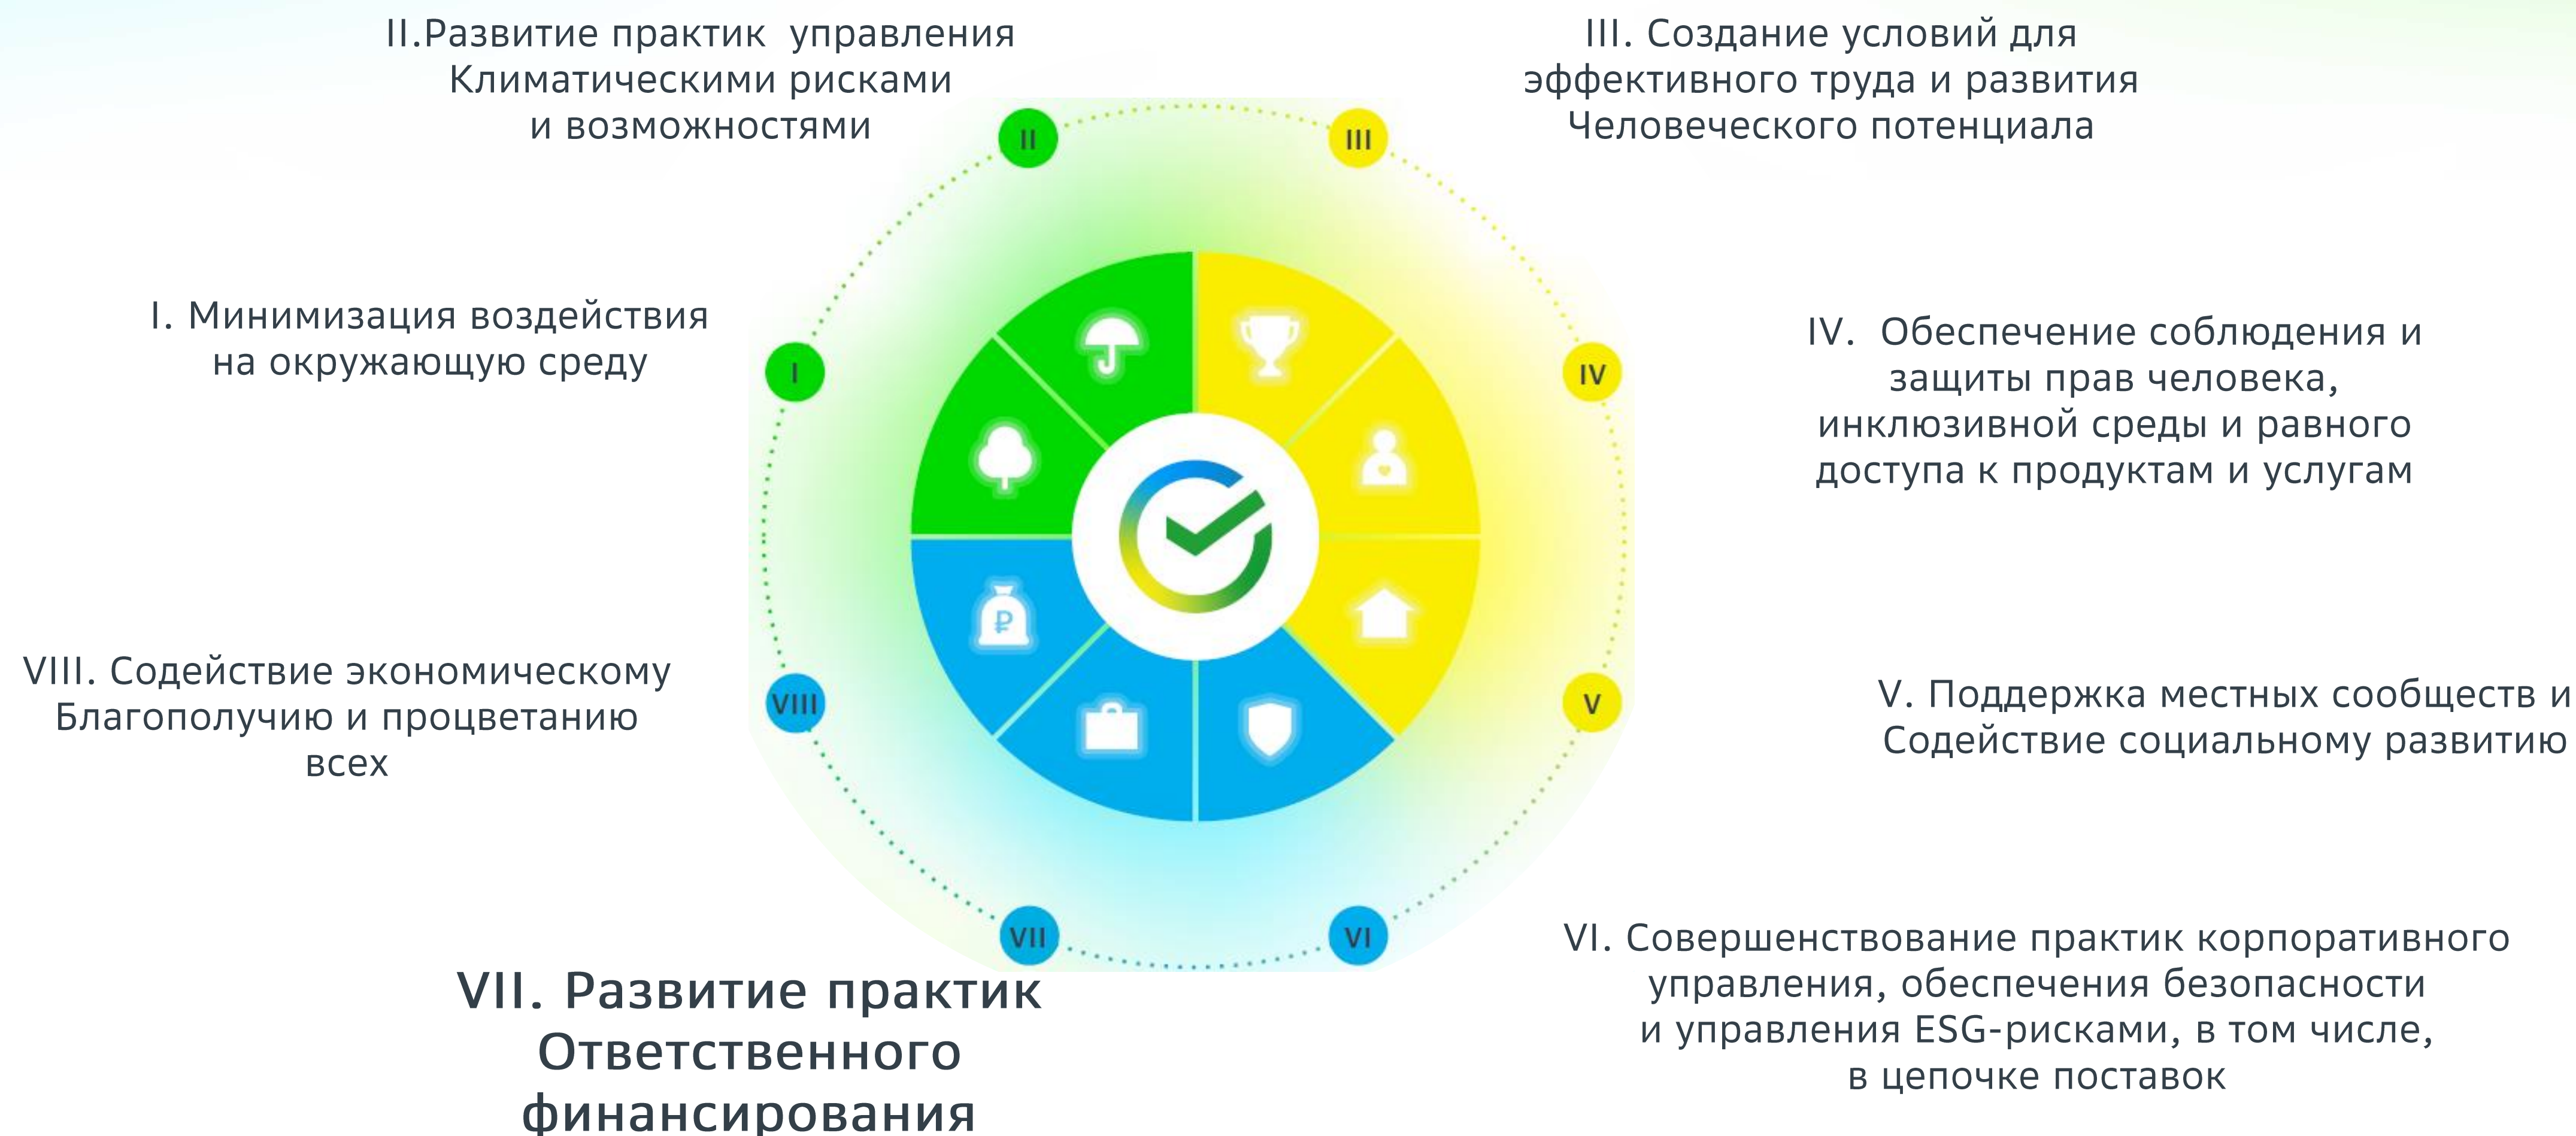 II.Развитие практик управления
Климатическими рисками
и возможностями
III. Создание условий для
эффективного труда и развития
Человеческого потенциала
II
III
I. Минимизация воздействия
на окружающую среду
I
IV
IV. Обеспечение соблюдения и
защиты прав человека,
инклюзивной среды и равного
доступа к продуктам и услугам
₽
VIII. Содействие экономическому
Благополучию и процветанию
всех
VIII
V
V. Поддержка местных сообществ и
Содействие социальному развитию
VII
VI
VII. Развитие практик
Ответственного
финансирования
VI. Совершенствование практик корпоративного
управления, обеспечения безопасности
и управления ESG-рисками, в том числе,
в цепочке поставок